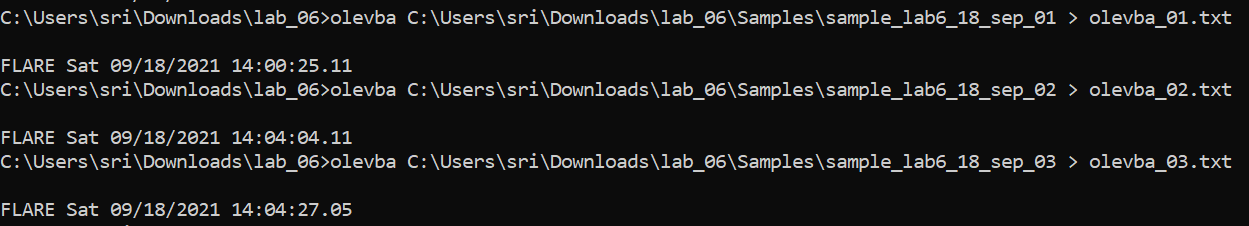 C:\Users\sri\Downloads\lab_06>olevba C:\Users\sri\Downloads\lab_06\Samples\sample_lab6_18_sep_01 > olevba_01.txt
FLARE Sat 09/18/2021 14:00:25.11
C:\Users\sri\Downloads\lab_06>olevba C:\Users\sri\Downloads\lab_06\Samples\sample_lab6_18_sep_02 > olevba_02.txt
FLARE Sat 09/18/2021 14:04:04.11
C:\Users\sri\Downloads\lab_06>olevba C:\Users\sri\Downloads\lab_06\Samples\sample_lab6_18_sep_03 > olevba_03.txt
FLARE Sat 09/18/2021 14:04:27.05